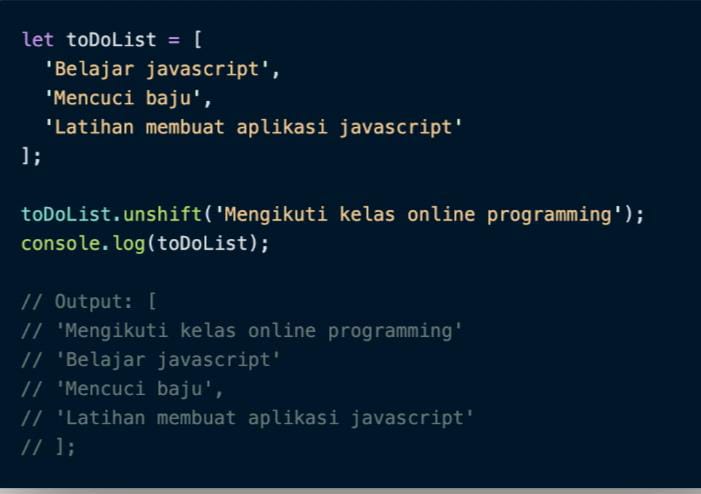 let toDoList = [
  'Belajar javascript',
  'Mencuci baju',
  'Latihan membuat aplikasi javascript'
];

toDoList.unshift('Mengikuti kelas online programming');
console.log(toDoList);

// Output: [
// 'Mengikuti kelas online programming'
// 'Belajar javascript'
// 'Mencuci baju',
// 'Latihan membuat aplikasi javascript'
// ];